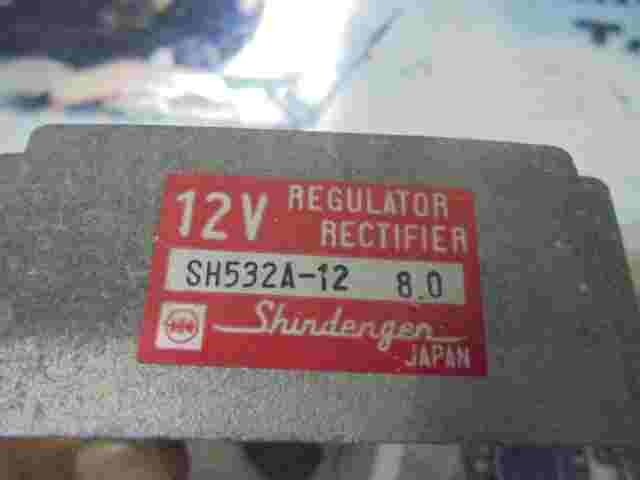 12V REGULATOR
RECTIFIER
SH532A-12 8.0
Shindengen
JAPAN